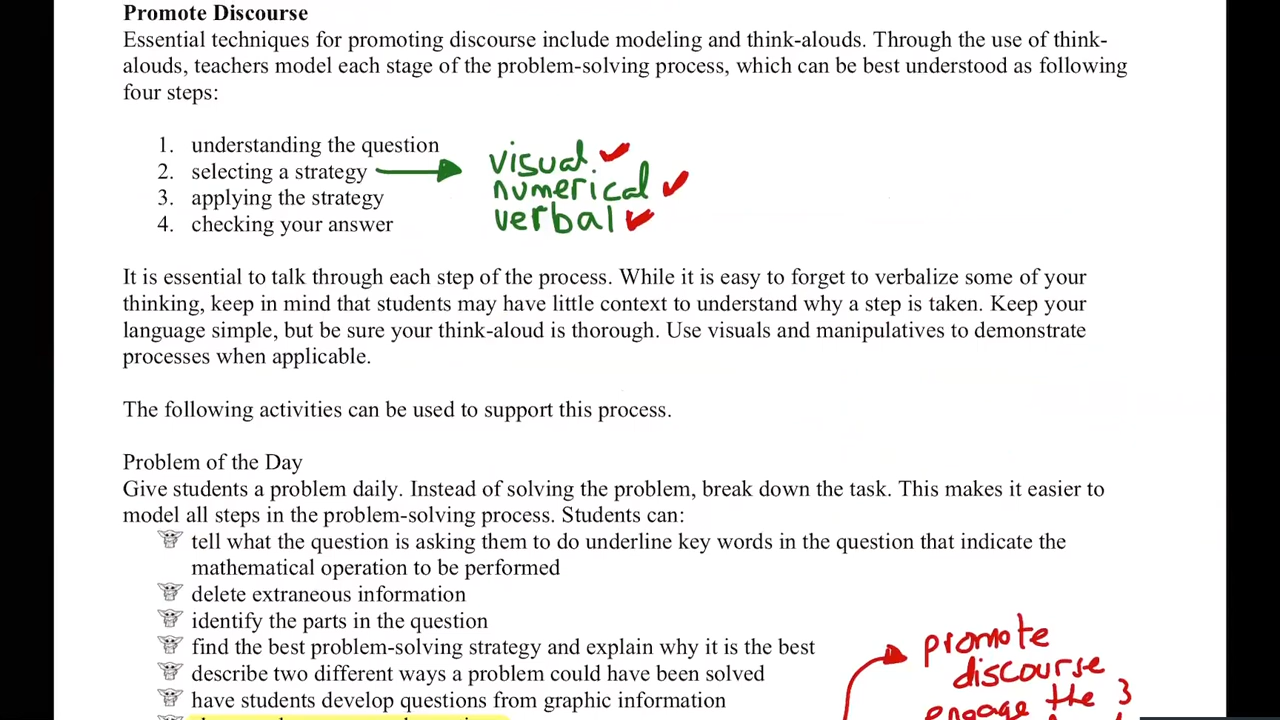 Promote Discourse
Essential techniques for promoting discourse include modeling and think-alouds. Through the use of think-
alouds, teachers model each stage of the problem-solving process, which can be best understood as following
four steps:
1. understanding the question
2. selecting a strategy
3. applying the strategy
4. checking your answer
visual
numerical
verbal
It is essential to talk through each step of the process. While it is easy to forget to verbalize some of your
thinking, keep in mind that students may have little context to understand why a step is taken. Keep your
language simple, but be sure your think-aloud is thorough. Use visuals and manipulatives to demonstrate
processes when applicable.
The following activities can be used to support this process.
Problem of the Day
Give students a problem daily. Instead of solving the problem, break down the task. This makes it easier to
model all steps in the problem-solving process. Students can:
tell what the question is asking them to do underline key words in the question that indicate the
mathematical operation to be performed
delete extraneous information
identify the parts in the question
find the best problem-solving strategy and explain why it is the best
describe two different ways a problem could have been solved
have students develop questions from graphic information
promote
discourse
engage the 3